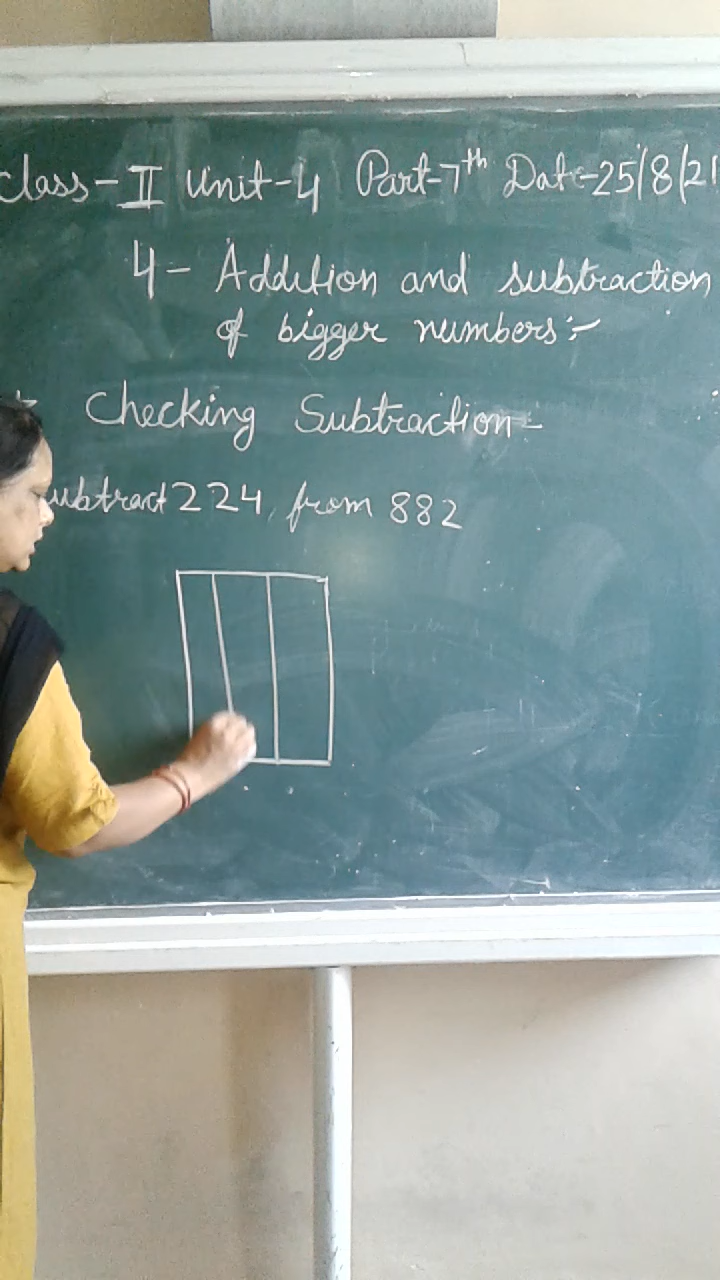 Class-II Unit-4 Part-7th Date-25/8/21
4- Addition and subtraction
of bigger numbers:-
Checking Subtraction-
ubtract 224 from 882